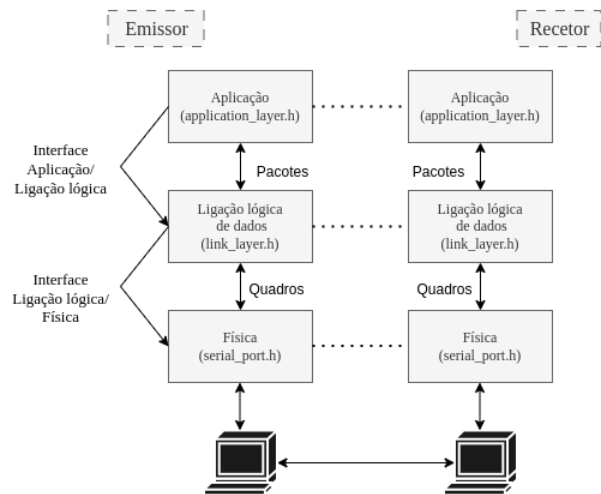 Emissor
Recetor
Aplicação
(application_layer.h)
Aplicação
(application_layer.h)
Interface
Aplicação/
Ligação lógica
Pacotes
Pacotes
Ligação lógica
de dados
(link_layer.h)
Ligação lógica
de dados
(link_layer.h)
Interface
Ligação lógica/
Física
Quadros
Quadros
Física
(serial_port.h)
Física
(serial_port.h)